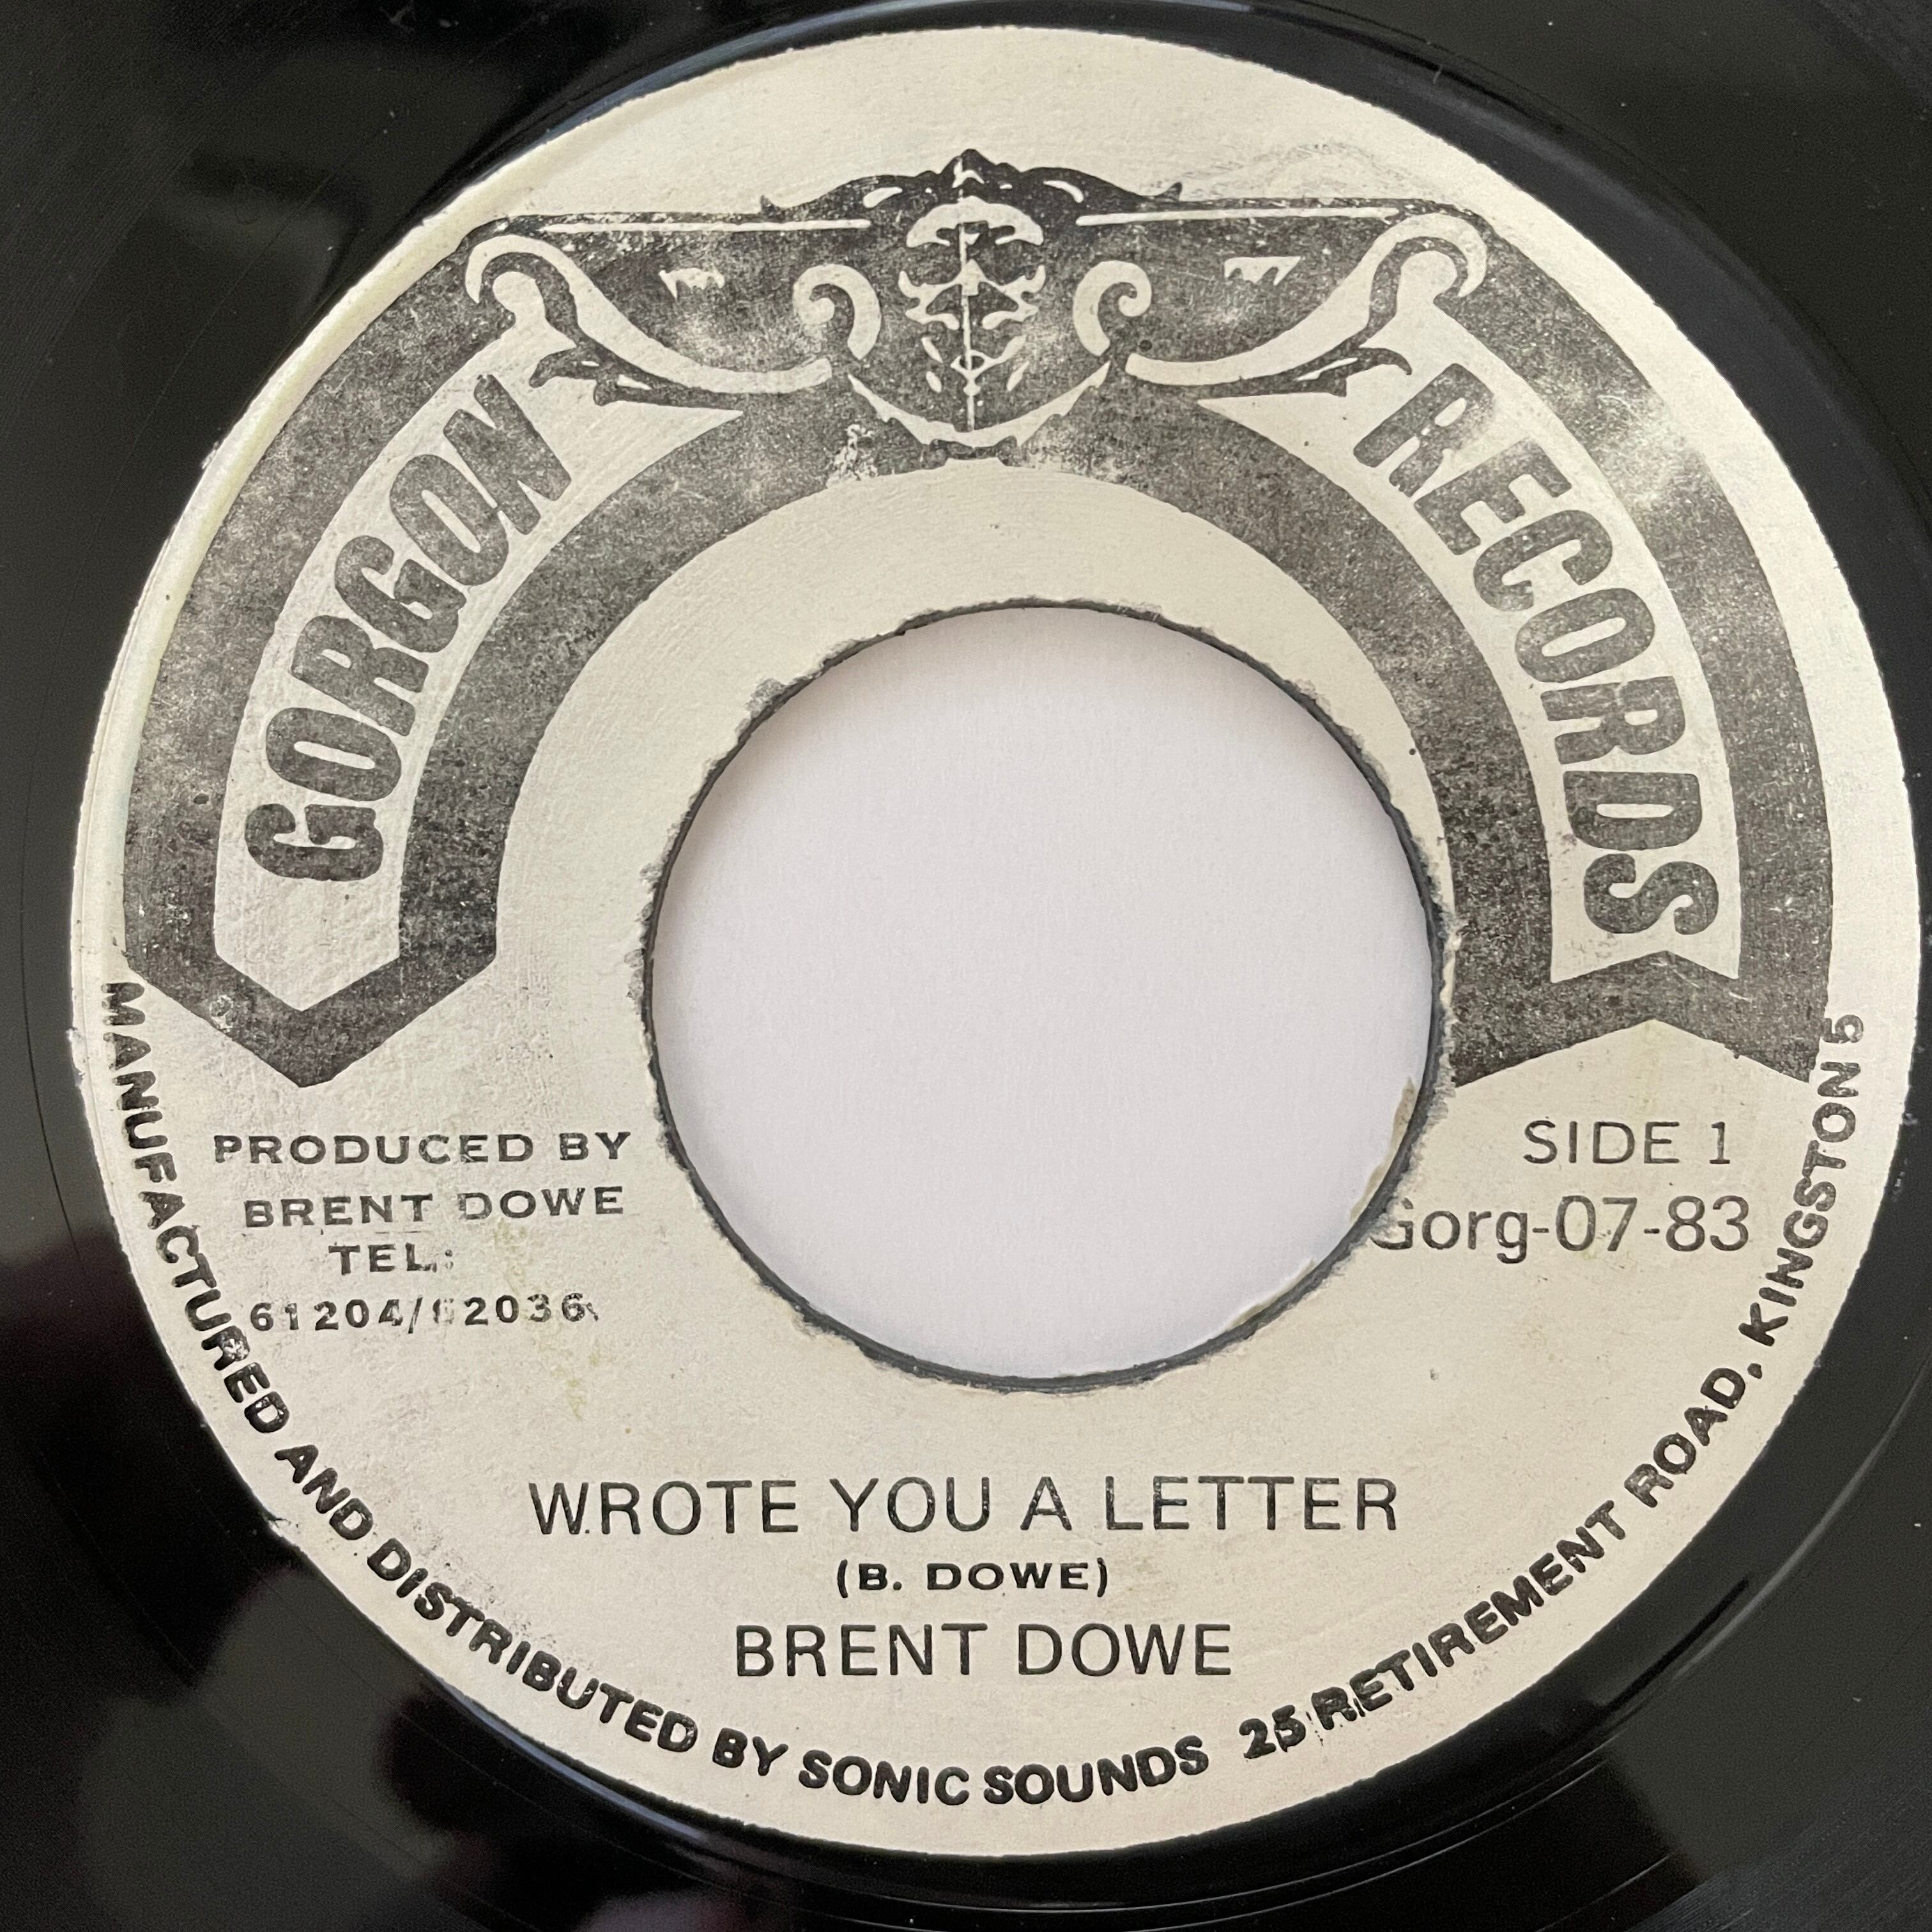 GORGON RECORDS
PRODUCED BY
BRENT DOWE
TEL.:
SIDE 1
Gorg-07-83
WROTE YOU A LETTER
(B. DOWE)
BRENT DOWE
MANUFACTURED AND DISTRIBUTED BY SONIC SOUNDS 25 RETIREMENT ROAD, KINGSTON 5